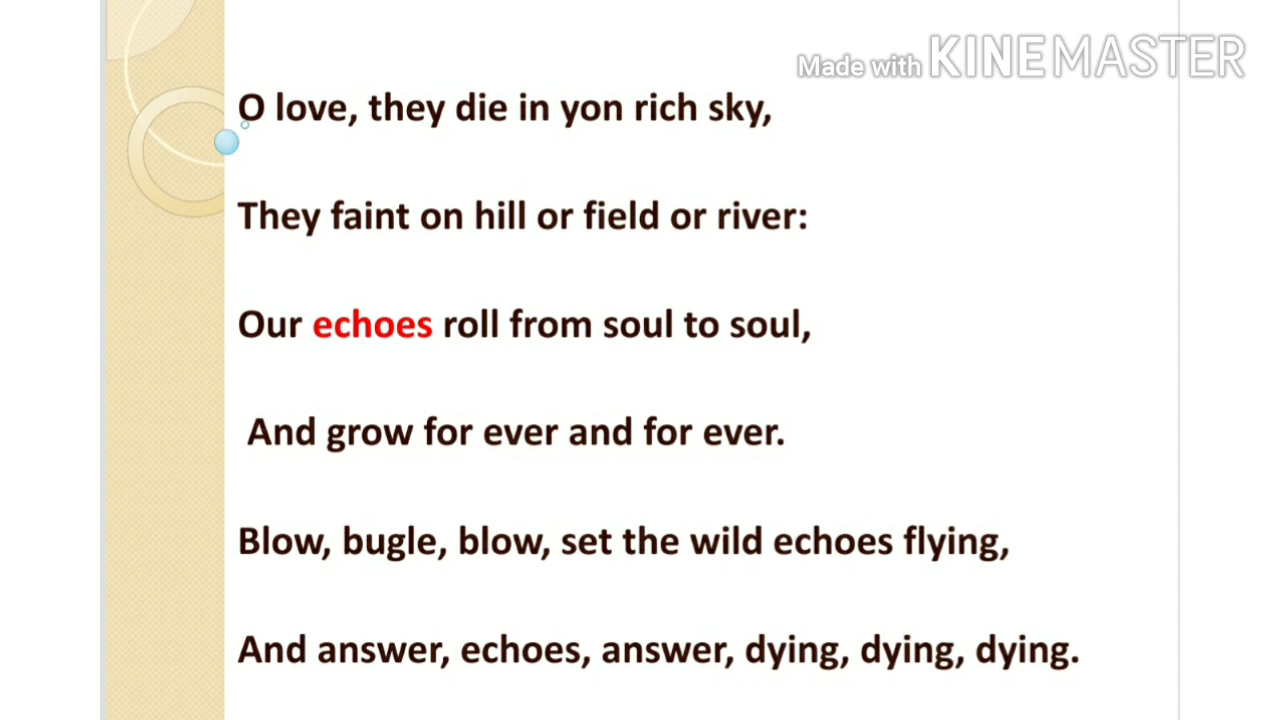 Made with KINEMASTER
O love, they die in yon rich sky,
They faint on hill or field or river:
Our echoes roll from soul to soul,
And grow for ever and for ever.
Blow, bugle, blow, set the wild echoes flying,
And answer, echoes, answer, dying, dying, dying.